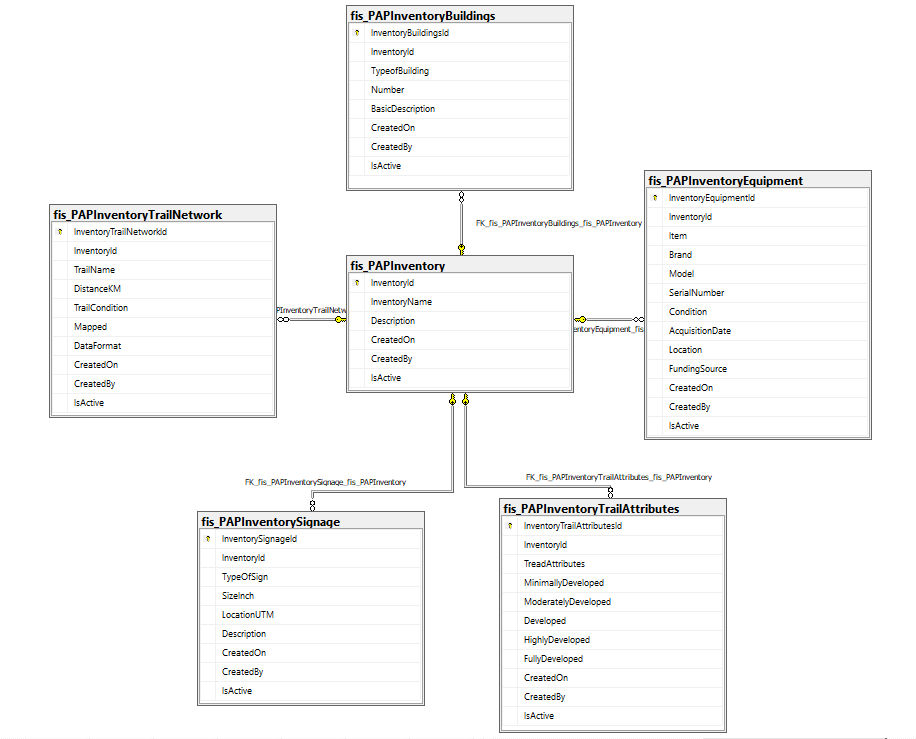 fis_PAPInventoryBuildings
InventoryBuildingsId
InventoryId
TypeofBuilding
Number
BasicDescription
CreatedOn
CreatedBy
IsActive
FK_fis_PAPInventoryBuildings_fis_PAPInventory
fis_PAPInventoryEquipment
InventoryEquipmentId
InventoryId
Item
Brand
Model
SerialNumber
Condition
AcquisitionDate
Location
FundingSource
CreatedOn
CreatedBy
IsActive
fis_PAPInventoryTrailNetwork
InventoryTrailNetworkId
InventoryId
TrailName
DistanceKM
TrailCondition
Mapped
DataFormat
CreatedOn
CreatedBy
IsActive
PInventoryTrailNetw
fis_PAPInventory
InventoryId
InventoryName
Description
CreatedOn
CreatedBy
IsActive
entoryEquipment_fis
FK_fis_PAPInventorySignage_fis_PAPInventory
FK_fis_PAPInventoryTrailAttributes_fis_PAPInventory
fis_PAPInventorySignage
InventorySignageId
InventoryId
TypeOfSign
SizeInch
LocationUTM
Description
CreatedOn
CreatedBy
IsActive
fis_PAPInventoryTrailAttributes
InventoryTrailAttributesId
InventoryId
TreadAttributes
MinimallyDeveloped
ModeratelyDeveloped
Developed
HighlyDeveloped
FullyDeveloped
CreatedOn
CreatedBy
IsActive